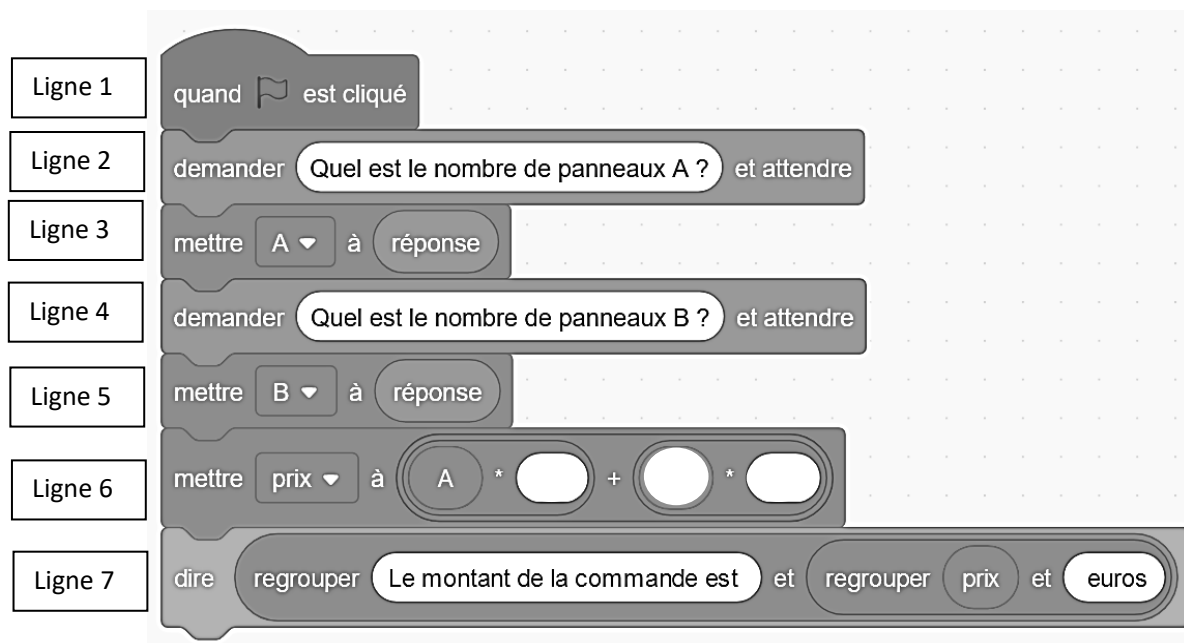 Ligne 1 quand est cliqué
Ligne 2 demander Quel est le nombre de panneaux A ? et attendre
Ligne 3 mettre A à réponse
Ligne 4 demander Quel est le nombre de panneaux B ? et attendre
Ligne 5 mettre B à réponse
Ligne 6 mettre prix à A * + *
Ligne 7 dire regrouper Le montant de la commande est et regrouper prix et euros